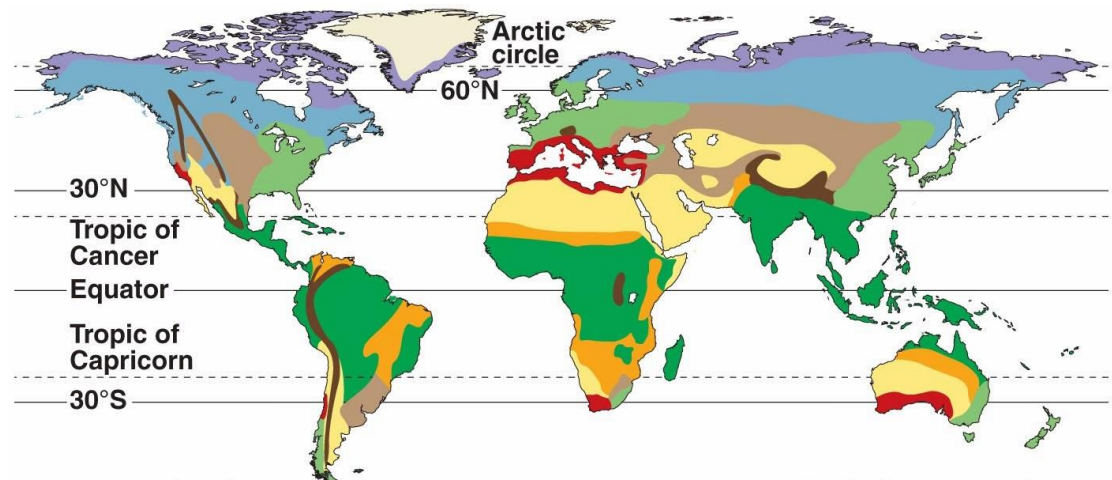 Arctic
circle
60°N
30°N
Tropic of
Cancer
Equator
Tropic of
Capricorn
30°S